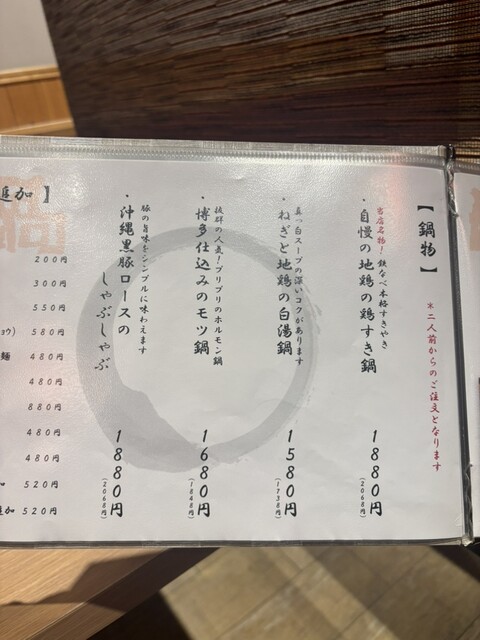 【鍋物】
*二人前からのご注文となります
当店名物!鉄なべ本格すきやき
・自慢の地鶏の鶏すき鍋
1880円
(2068円)
真っ白スープの深いコクがあります
・ねぎと地鶏の白湯鍋
1580円
(1738円)
抜群の人気!プリプリのホルモン鍋
・博多仕込みのモツ鍋
1680円
(1848円)
豚の旨味をシンプルに味わえます
・沖縄黒豚ロースの
しゃぶしゃぶ
1880円
(2068円)
追加】
200円
300円
550円
ョウ) 580円
麺 480円
480円
880円
480円
480円
520円
追加 520円